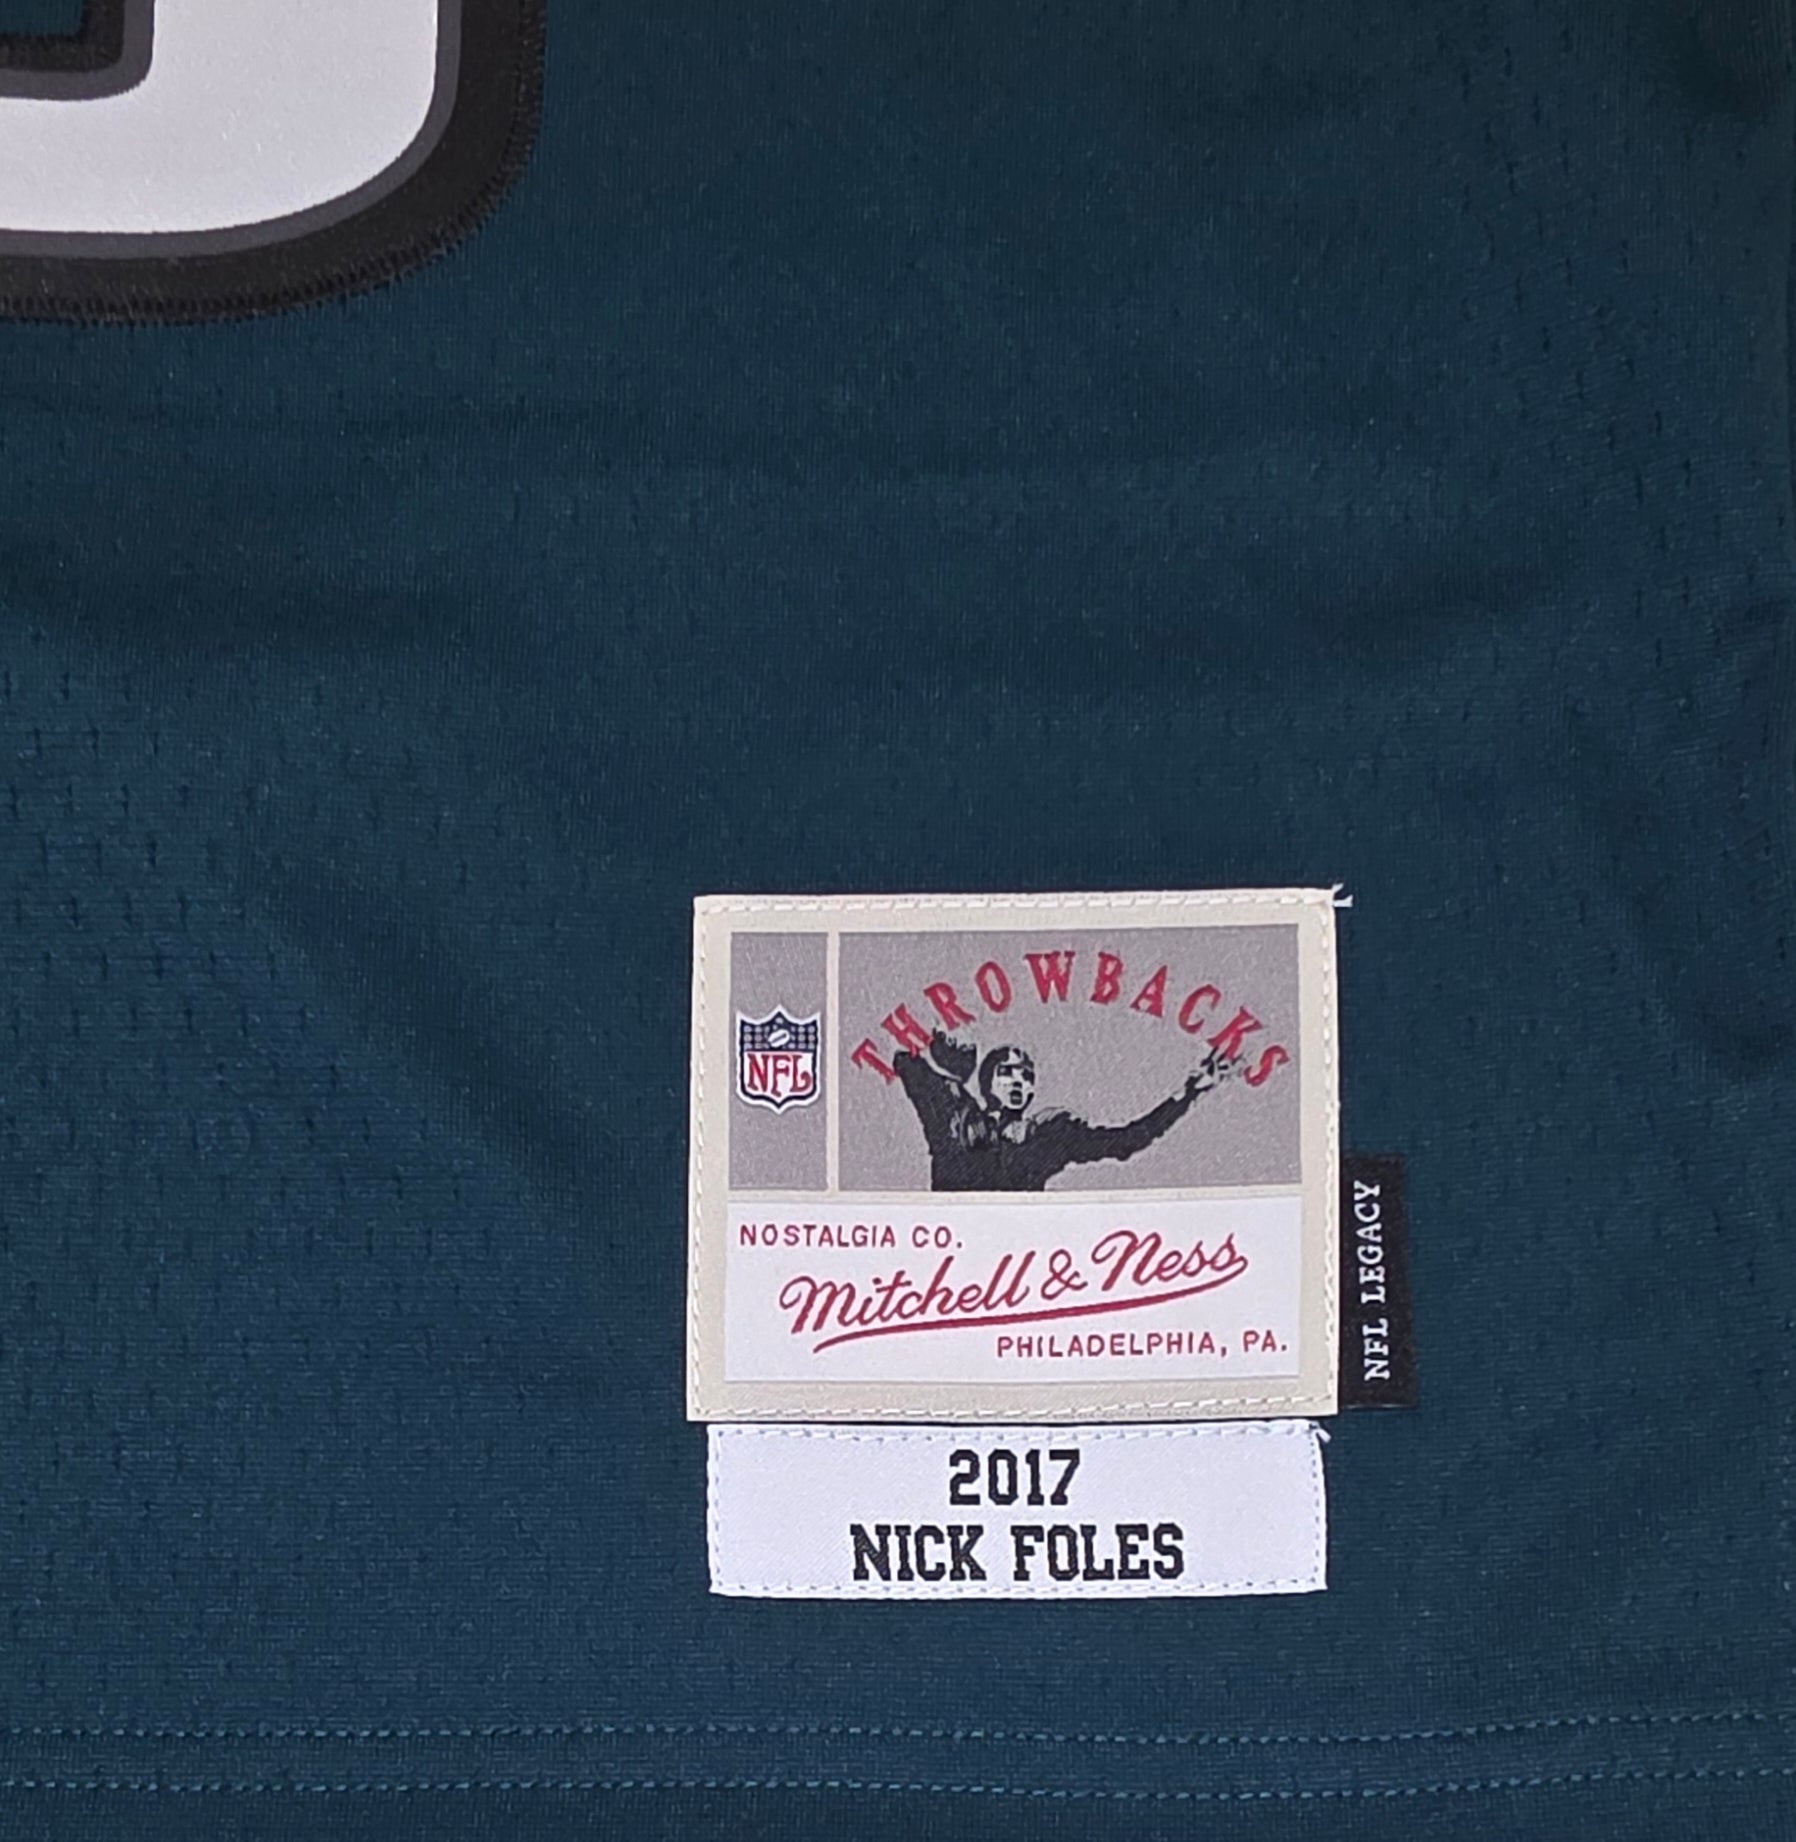 THROWBACKS
NFL
NOSTALGIA CO.
Mitchell & Ness
PHILADELPHIA, PA.
NFL LEGACY
2017
NICK FOLES